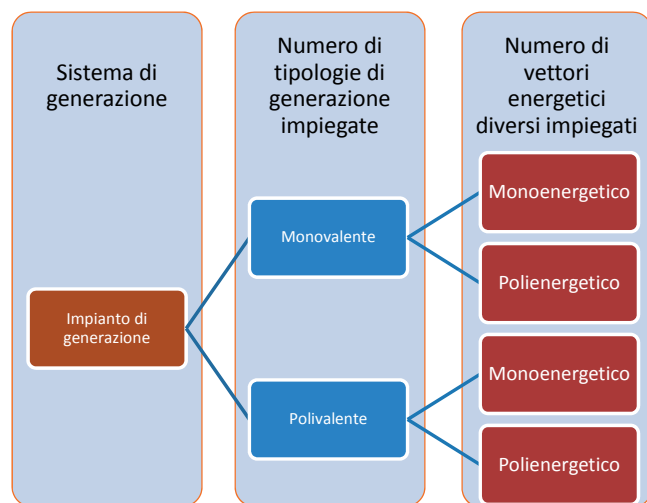 Sistema di
generazione
Numero di
tipologie di
generazione
impiegate
Numero di
vettori
energetici
diversi impiegati
Impianto di
generazione
Monovalente
Polivalente
Monoenergetico
Polienergetico
Monoenergetico
Polienergetico